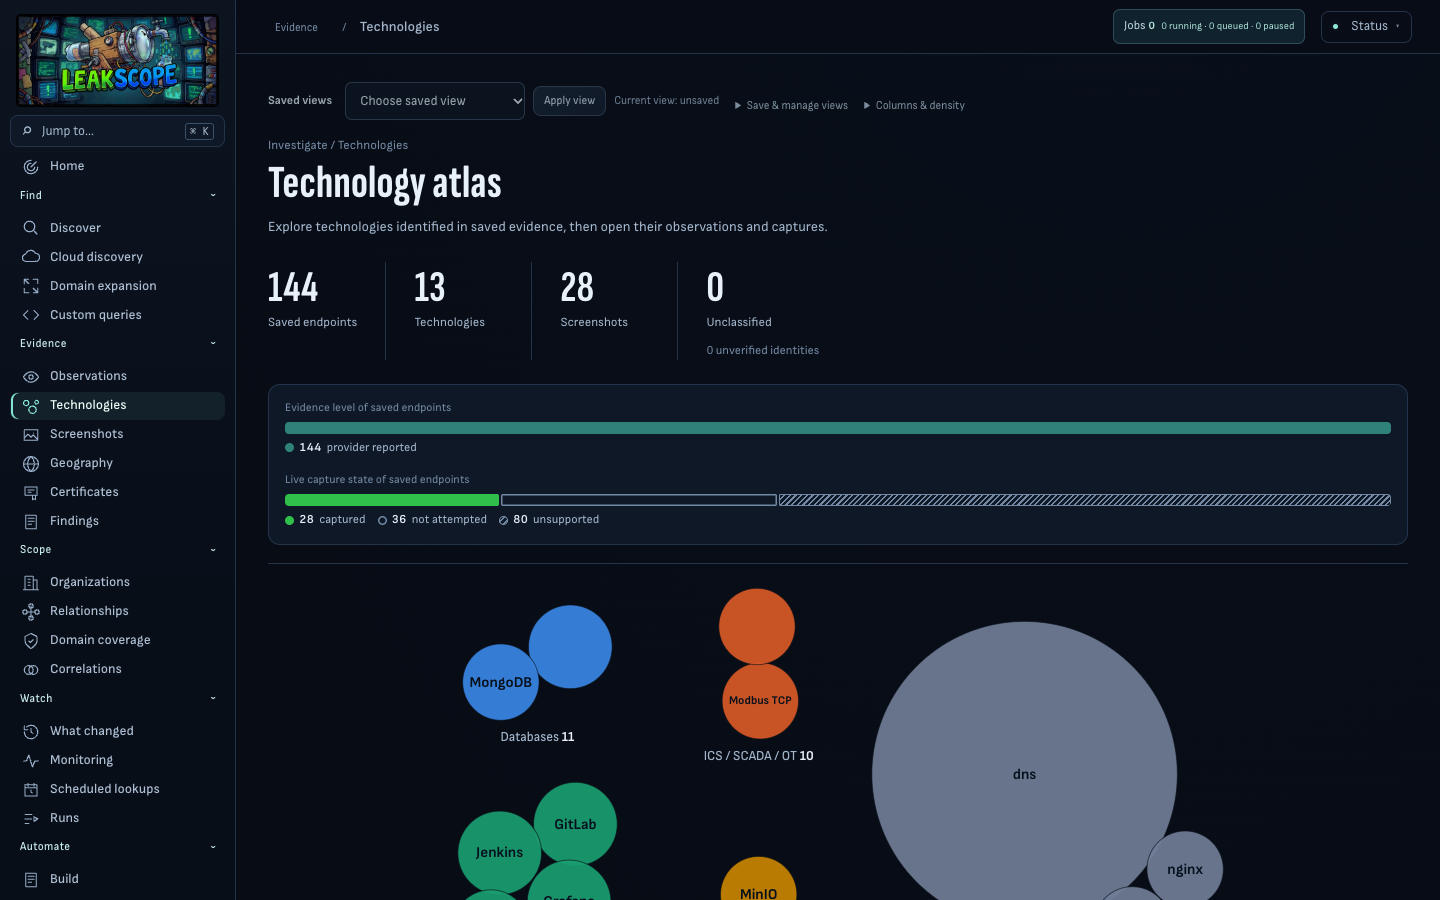 LEAKSCOPE
Jump to...
⌘ K
Home
Find
Discover
Cloud discovery
Domain expansion
Custom queries
Evidence
Observations
Technologies
Screenshots
Geography
Certificates
Findings
Scope
Organizations
Relationships
Domain coverage
Correlations
Watch
What changed
Monitoring
Scheduled lookups
Runs
Automate
Build
Evidence / Technologies
Jobs 0 0 running · 0 queued · 0 paused
Status
Saved views
Choose saved view
Apply view
Current view: unsaved
Save & manage views
Columns & density
Investigate / Technologies
Technology atlas
Explore technologies identified in saved evidence, then open their observations and captures.
144
Saved endpoints
13
Technologies
28
Screenshots
0
Unclassified
0 unverified identities
Evidence level of saved endpoints
144 provider reported
Live capture state of saved endpoints
28 captured
36 not attempted
80 unsupported
MongoDB
Databases 11
Modbus TCP
ICS / SCADA / OT 10
dns
GitLab
Jenkins
Grafana
MinIO
nginx